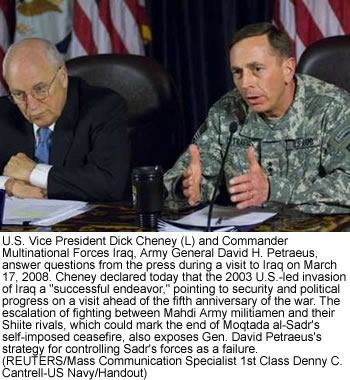 U.S. Vice President Dick Cheney (L) and Commander
Multinational Forces Iraq, Army General David H. Petraeus,
answer questions from the press during a visit to Iraq on March
17, 2008. Cheney declared today that the 2003 U.S.-led invasion
of Iraq a "successful endeavor," pointing to security and political
progress on a visit ahead of the fifth anniversary of the war. The
escalation of fighting between Mahdi Army militiamen and their
Shiite rivals, which could mark the end of Moqtada al-Sadr's
self-imposed ceasefire, also exposes Gen. David Petraeus's
strategy for controlling Sadr's forces as a failure.
(REUTERS/Mass Communication Specialist 1st Class Denny C.
Cantrell-US Navy/Handout)